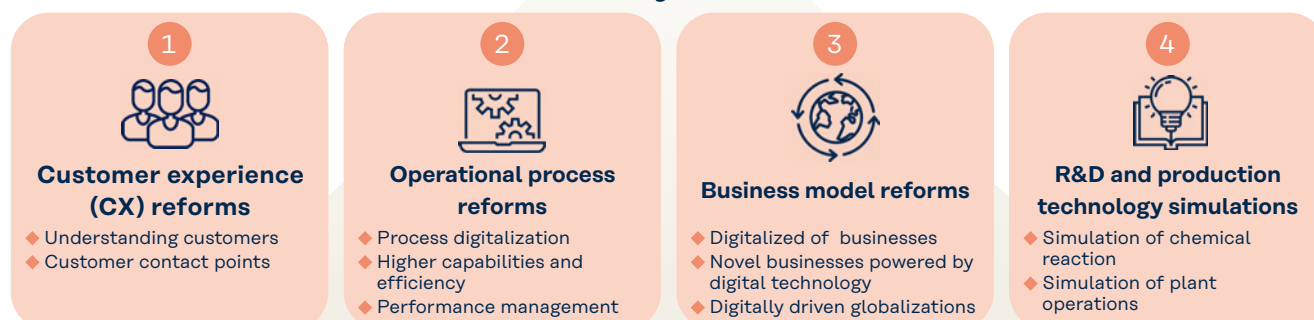 1
Customer experience
(CX) reforms
Understanding customers
Customer contact points
2
Operational process
reforms
Process digitalization
Higher capabilities and
efficiency
Performance management
3
Business model reforms
Digitalized of businesses
Novel businesses powered by
digital technology
Digitally driven globalizations
4
R&D and production
technology simulations
Simulation of chemical
reaction
Simulation of plant
operations